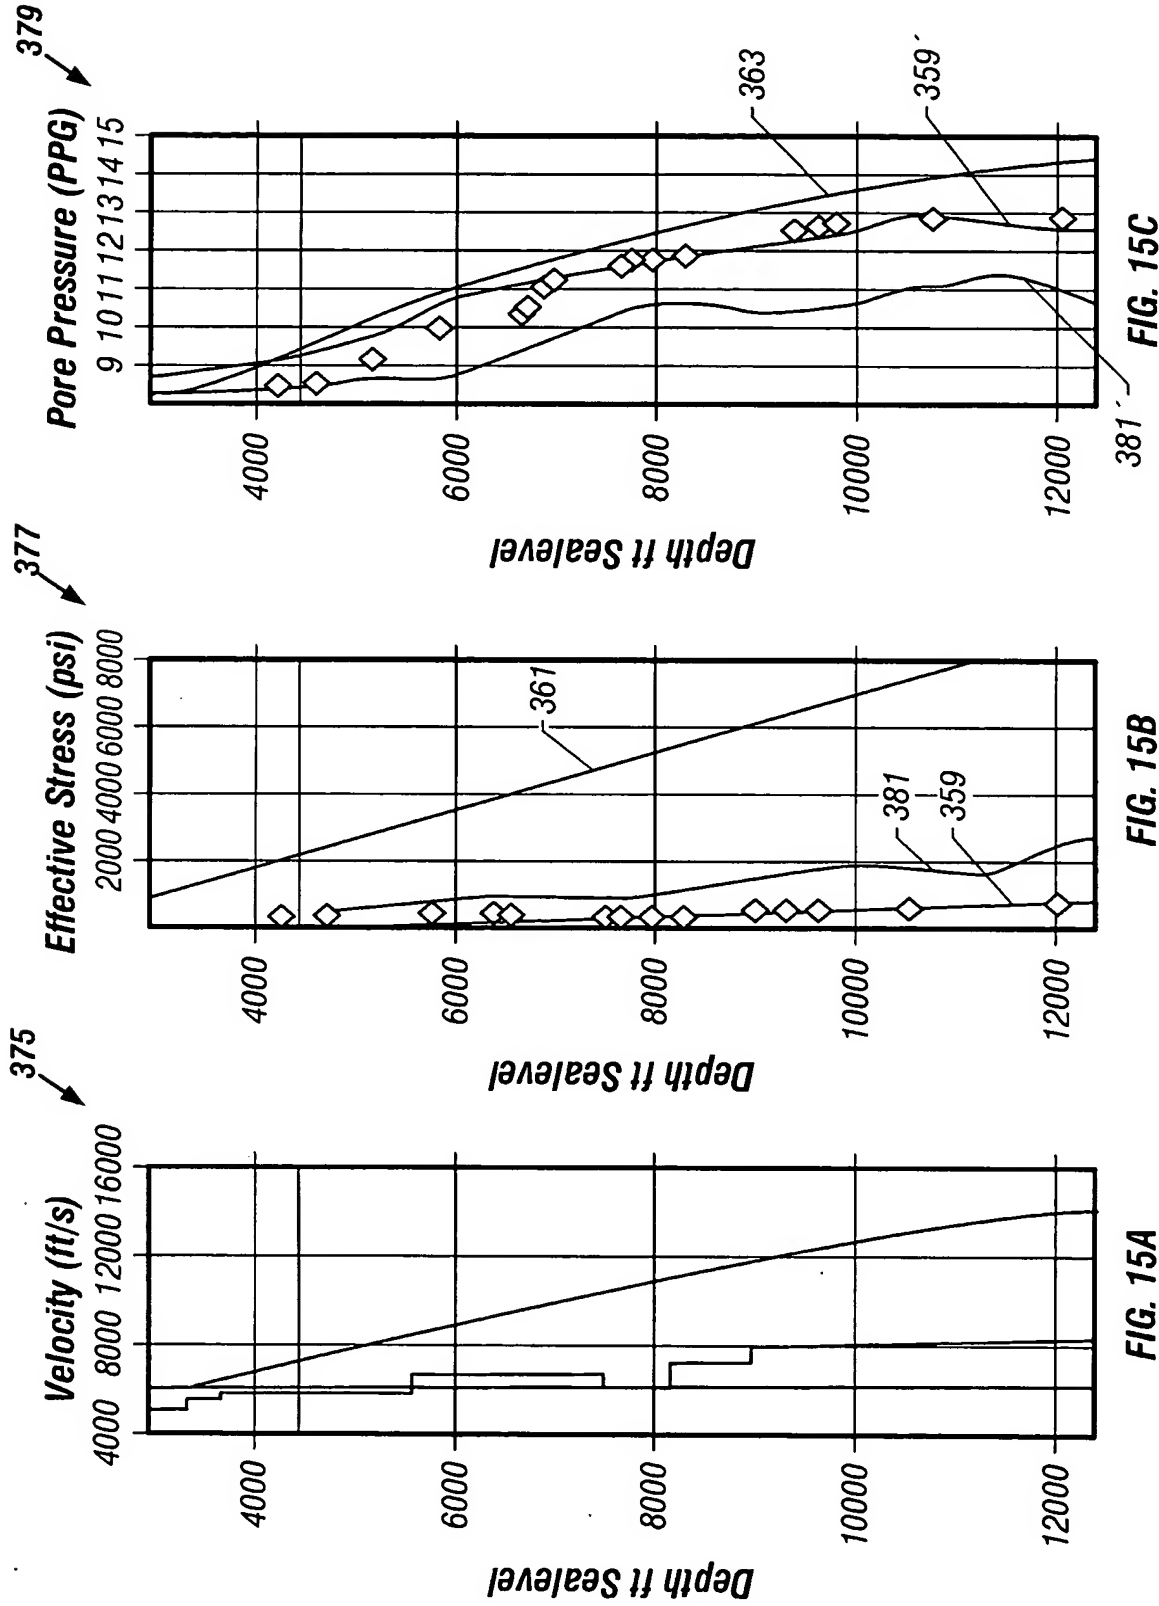 375
Velocity (ft/s)
4000 8000 12000 16000
Depth ft Sealevel
4000
6000
8000
10000
12000
FIG. 15A
377
Effective Stress (psi)
2000 4000 6000 8000
Depth ft Sealevel
4000
6000
8000
10000
12000
361
381
359
FIG. 15B
379
Pore Pressure (PPG)
9 10 11 12 13 14 15
Depth ft Sealevel
4000
6000
8000
10000
12000
363
359'
381'
FIG. 15C